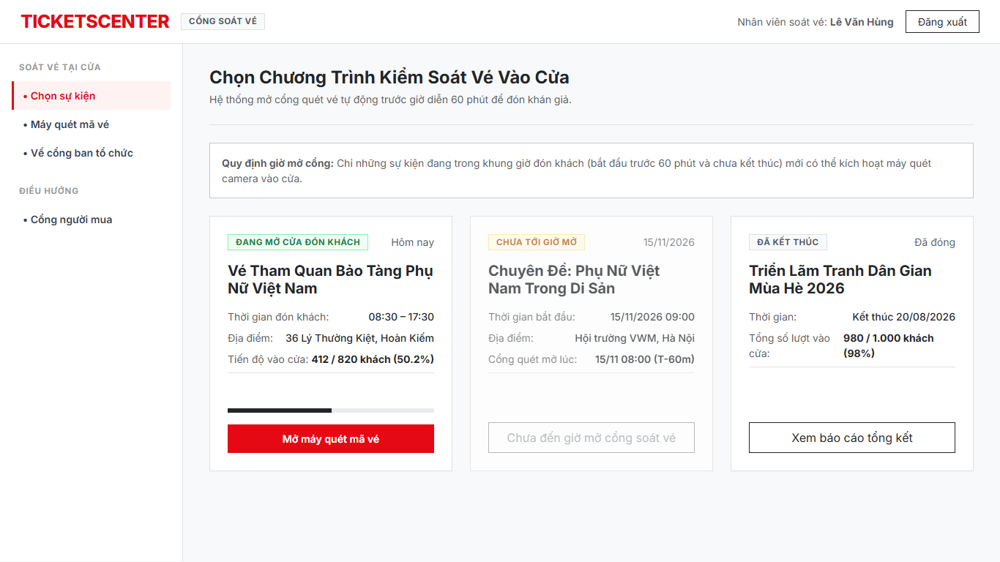 TICKETSCENTER
CỔNG SOÁT VÉ
Nhân viên soát vé: Lê Văn Hùng
Đăng xuất
SOÁT VÉ TẠI CỬA
• Chọn sự kiện
• Máy quét mã vé
• Về cổng ban tổ chức
ĐIỀU HƯỚNG
• Cổng người mua
Chọn Chương Trình Kiểm Soát Vé Vào Cửa
Hệ thống mở cổng quét vé tự động trước giờ diễn 60 phút để đón khán giả.
Quy định giờ mở cổng: Chỉ những sự kiện đang trong khung giờ đón khách (bắt đầu trước 60 phút và chưa kết thúc) mới có thể kích hoạt máy quét
camera vào cửa.
ĐANG MỞ CỬA ĐÓN KHÁCH
Hôm nay
Vé Tham Quan Bảo Tàng Phụ
Nữ Việt Nam
Thời gian đón khách: 08:30 – 17:30
Địa điểm: 36 Lý Thường Kiệt, Hoàn Kiếm
Tiến độ vào cửa: 412 / 820 khách (50.2%)
Mở máy quét mã vé
CHƯA TỚI GIỜ MỞ
15/11/2026
Chuyên Đề: Phụ Nữ Việt
Nam Trong Di Sản
Thời gian bắt đầu: 15/11/2026 09:00
Địa điểm: Hội trường VWM, Hà Nội
Cổng quét mở lúc: 15/11 08:00 (T-60m)
Chưa đến giờ mở cổng soát vé
ĐÃ KẾT THÚC
Đã đóng
Triển Lãm Tranh Dân Gian
Mùa Hè 2026
Thời gian: Kết thúc 20/08/2026
Tổng số lượt vào cửa: 980 / 1.000 khách (98%)
Xem báo cáo tổng kết